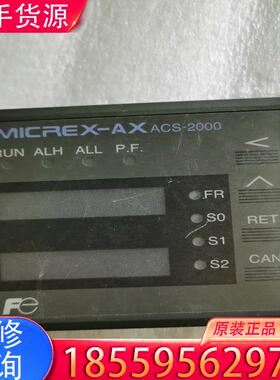 手货源
MICREX-AX ACS-2000
RUN ALH ALL P.F.
FR
S0
S1
RET
S2
CAN
Fe
修 原装正品
询 1855956297